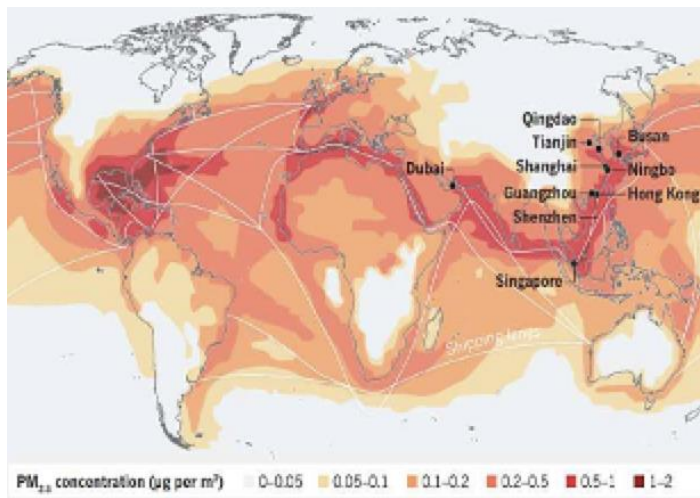 Qingdao
Tianjin
Busan
Dubai
Shanghai
Ningbo
Guangzhou
Hong Kong
Shenzhen
Singapore
Shipping lanes
PM₂.₅ concentration (µg per m³)
0–0.05
0.05–0.1
0.1–0.2
0.2–0.5
0.5–1
1–2